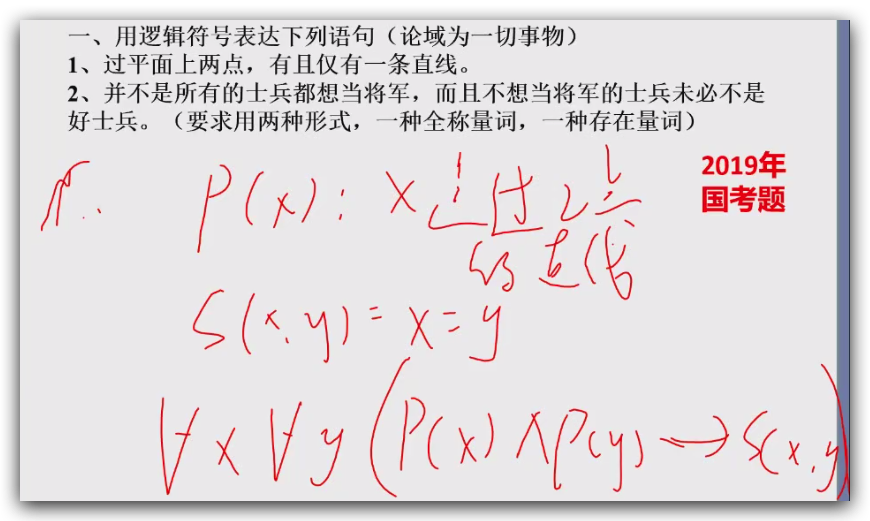 一、用逻辑符号表达下列语句（论域为一切事物）
1、过平面上两点，有且仅有一条直线。
2、并不是所有的士兵都想当将军，而且不想当将军的士兵未必不是
好士兵。（要求用两种形式，一种全称量词，一种存在量词）
2019年
国考题
P(x): x 是过2点
的直线
S(x,y)= x=y
∀x∀y(P(x)∧P(y)→S(x,y)